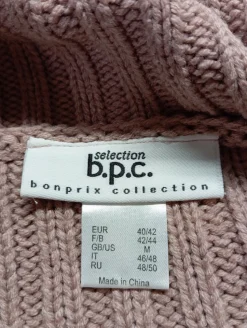 selection
b.p.c.
bonprix collection
EUR 40/42
F/B 42/44
GB/US M
IT 46/48
RU 48/50
Made in China